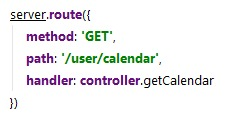 server.route({
    method: 'GET',
    path: '/user/calendar',
    handler: controller.getCalendar
})